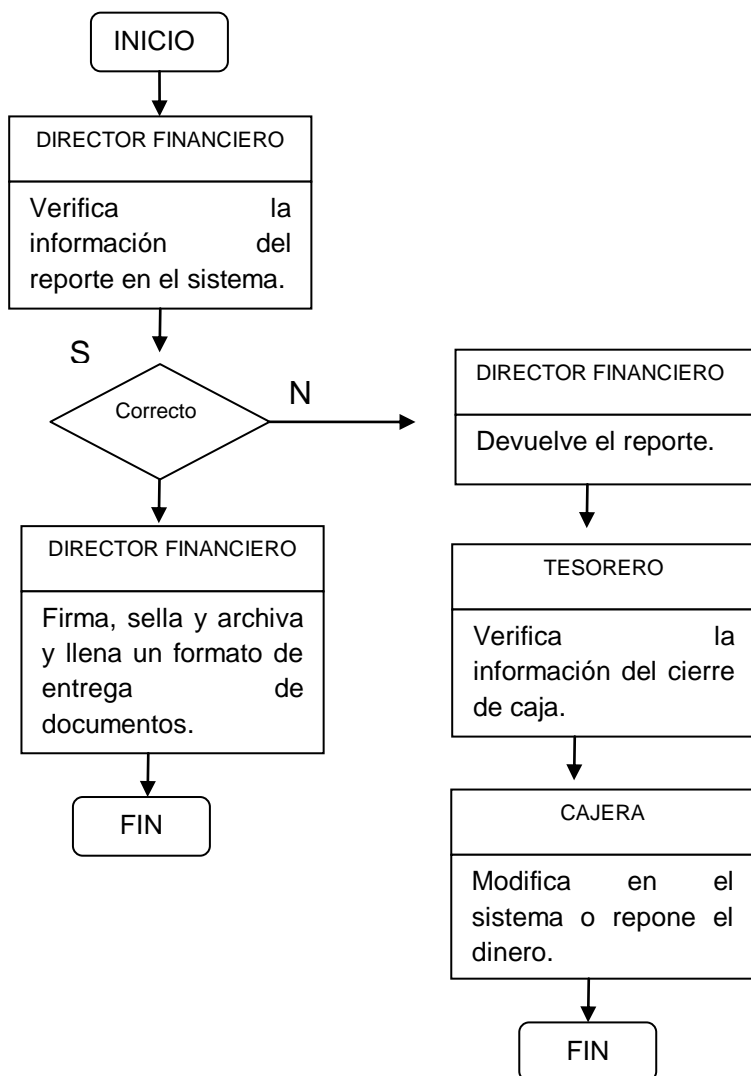 INICIO
DIRECTOR FINANCIERO
Verifica la
información del
reporte en el sistema.
S
Correcto
N
DIRECTOR FINANCIERO
Firma, sella y archiva
y llena un formato de
entrega de
documentos.
FIN
DIRECTOR FINANCIERO
Devuelve el reporte.
TESORERO
Verifica la
información del cierre
de caja.
CAJERA
Modifica en el
sistema o repone el
dinero.
FIN